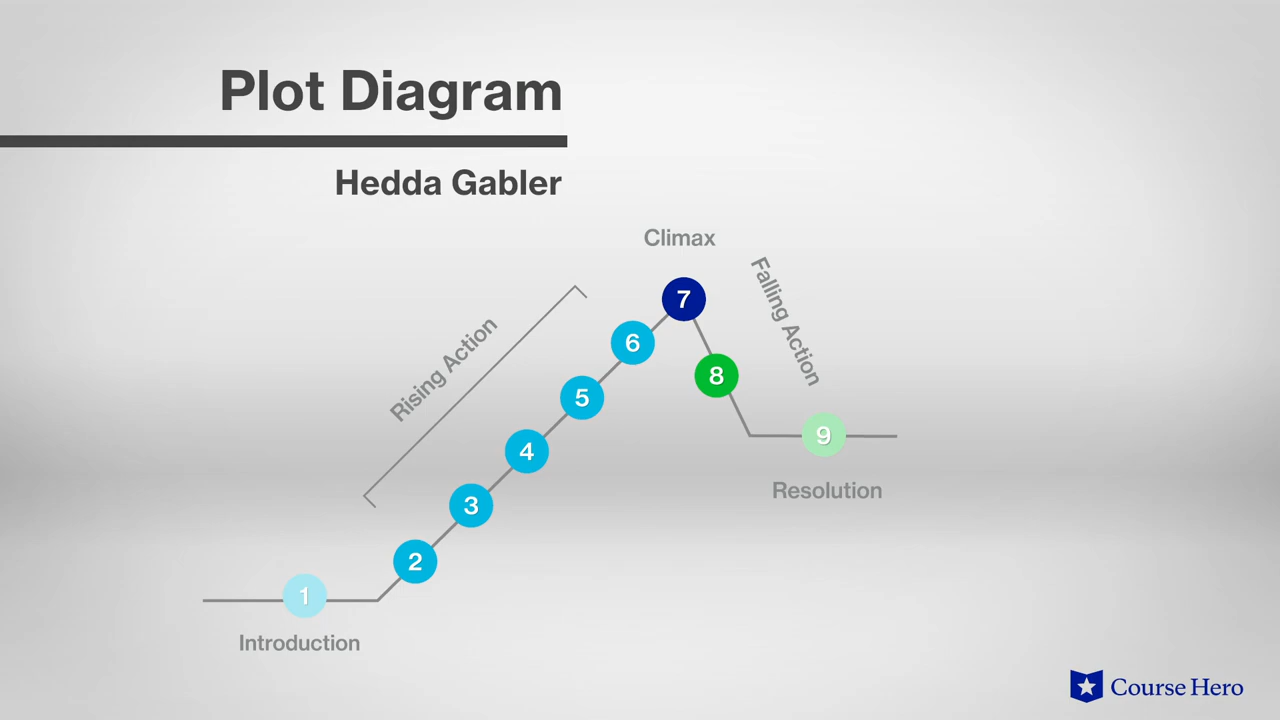 Plot Diagram
Hedda Gabler
Climax
Falling Action
Rising Action
7
6
8
5
9
4
Resolution
3
2
1
Introduction
Course Hero